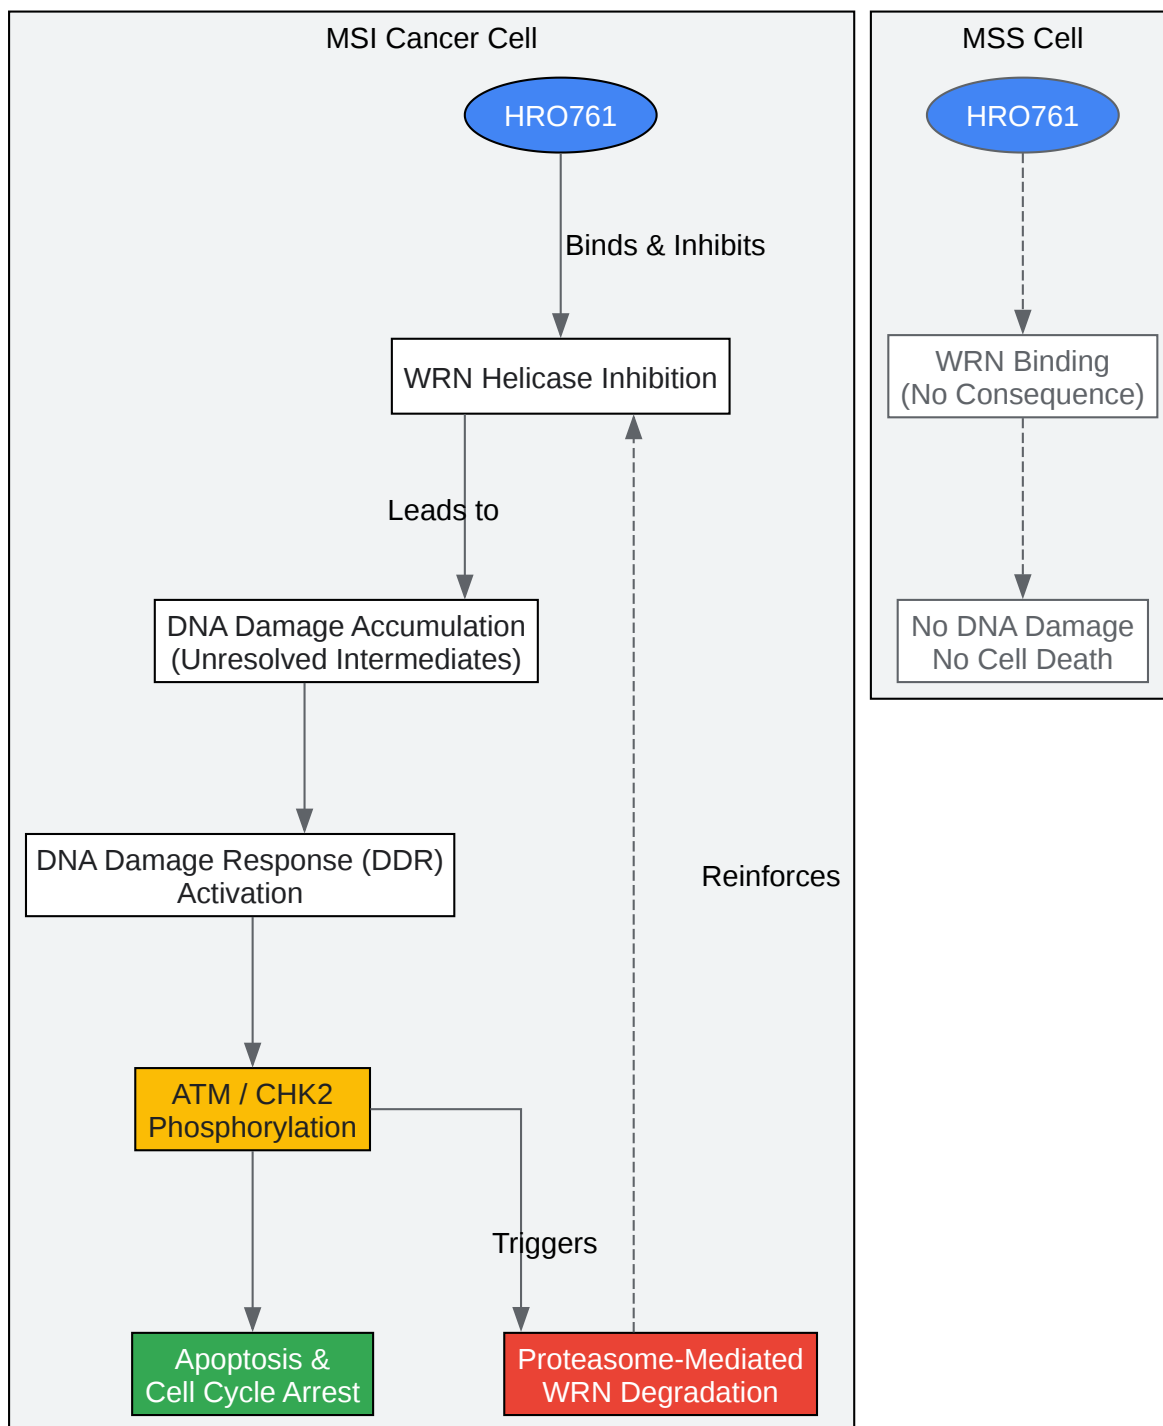 MSI Cancer Cell
HRO761
Binds & Inhibits
WRN Helicase Inhibition
Leads to
DNA Damage Accumulation
(Unresolved Intermediates)
DNA Damage Response (DDR)
Activation
Reinforces
ATM / CHK2
Phosphorylation
Triggers
Apoptosis &
Cell Cycle Arrest
Proteasome-Mediated
WRN Degradation
MSS Cell
HRO761
WRN Binding
(No Consequence)
No DNA Damage
No Cell Death